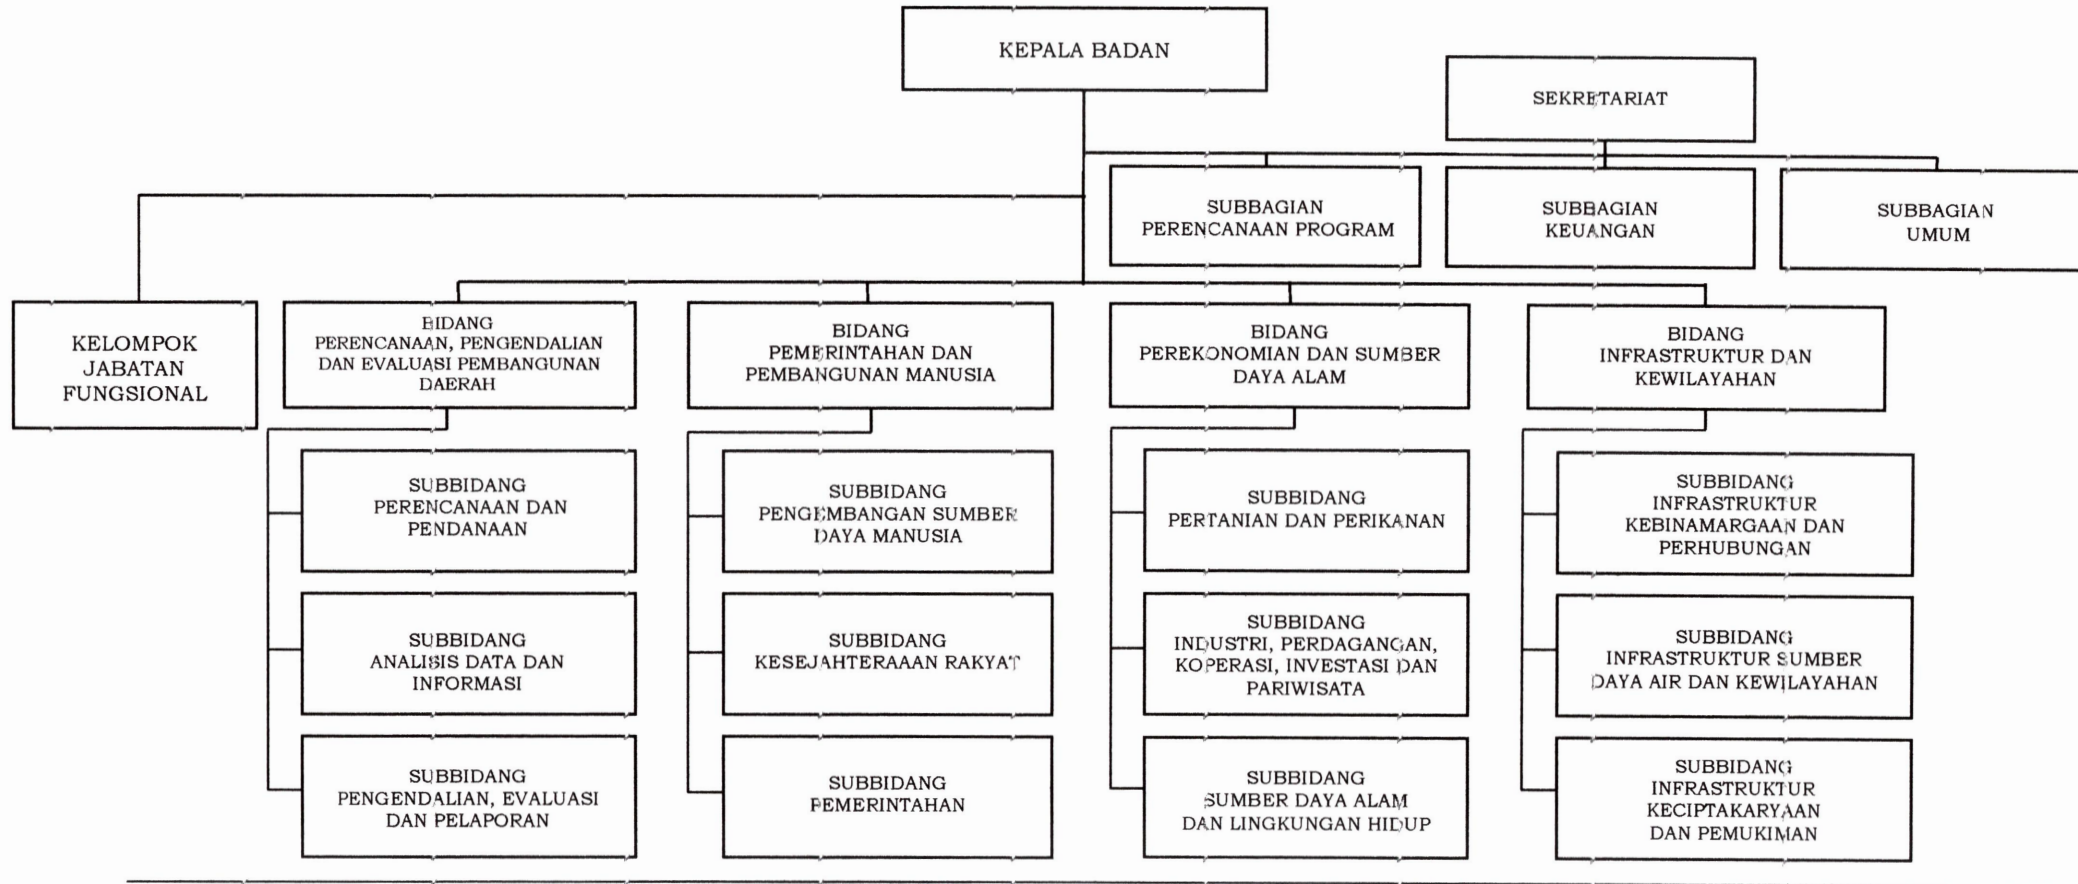 KEPALA BADAN
SEKRETARIAT
SUBBAGIAN
PERENCANAAN PROGRAM
SUBBAGIAN
KEUANGAN
SUBBAGIAN
UMUM
KELOMPOK
JABATAN
FUNGSIONAL
BIDANG
PERENCANAAN, PENGENDALIAN
DAN EVALUASI PEMBANGUNAN
DAERAH
BIDANG
PEMERINTAHAN DAN
PEMBANGUNAN MANUSIA
BIDANG
PEREKONOMIAN DAN SUMBER
DAYA ALAM
BIDANG
INFRASTRUKTUR DAN
KEWILAYAHAN
SUBBIDANG
PERENCANAAN DAN
PENDANAAN
SUBBIDANG
PENGEMBANGAN SUMBER
DAYA MANUSIA
SUBBIDANG
PERTANIAN DAN PERIKANAN
SUBBIDANG
INFRASTRUKTUR
KEBINAMARGAAN DAN
PERHUBUNGAN
SUBBIDANG
ANALISIS DATA DAN
INFORMASI
SUBBIDANG
KESEJAHTERAAAN RAKYAT
SUBBIDANG
INDUSTRI, PERDAGANGAN,
KOPERASI, INVESTASI DAN
PARIWISATA
SUBBIDANG
INFRASTRUKTUR SUMBER
DAYA AIR DAN KEWILAYAHAN
SUBBIDANG
PENGENDALIAN, EVALUASI
DAN PELAPORAN
SUBBIDANG
PEMERINTAHAN
SUBBIDANG
SUMBER DAYA ALAM
DAN LINGKUNGAN HIDUP
SUBBIDANG
INFRASTRUKTUR
KECIPTAKARYAAN
DAN PEMUKIMAN